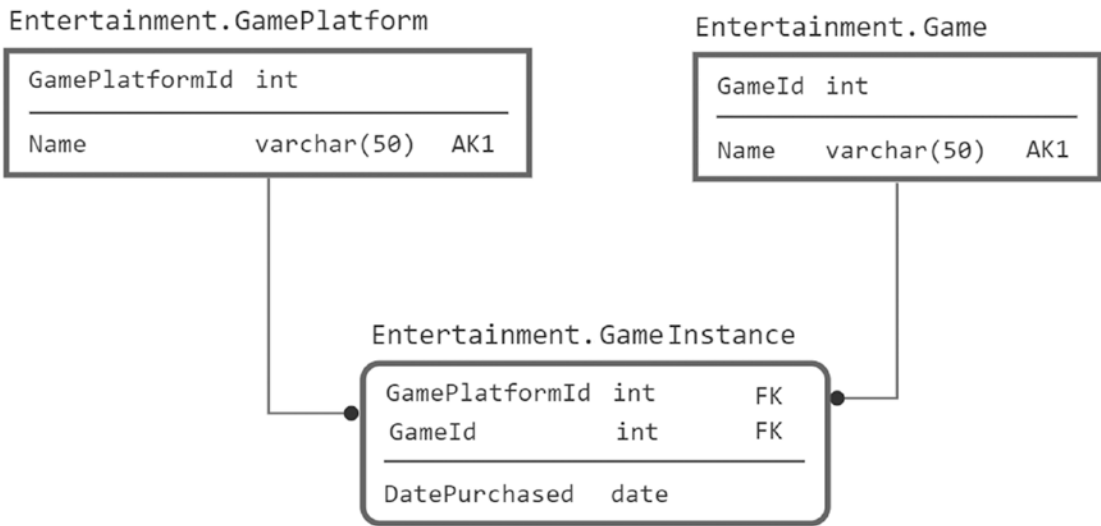 Entertainment.GamePlatform
GamePlatformId int
Name varchar(50) AK1
Entertainment.Game
GameId int
Name varchar(50) AK1
Entertainment.GameInstance
GamePlatformId int FK
GameId int FK
DatePurchased date